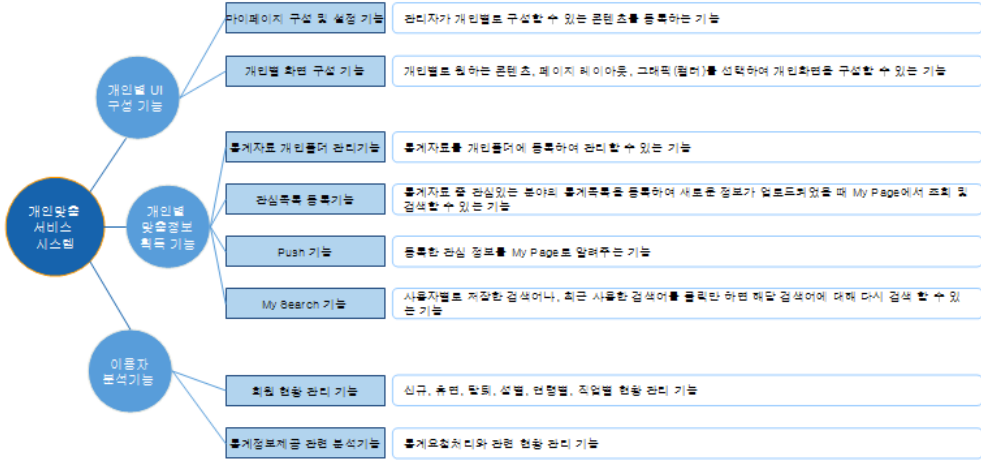 마이페이지 구성 및 설정 기능
관리자가 개인별로 구성할 수 있는 콘텐츠를 등록하는 기능
개인별 화면 구성 기능
개인별로 원하는 콘텐츠, 페이지 레이아웃, 그래픽(컬러)를 선택하여 개인화면을 구성할 수 있는 기능
개인별 UI
구성 기능
통계자료 개인폴더 관리기능
통계자료를 개인폴더에 등록하여 관리할 수 있는 기능
관심목록 등록기능
통계자료 중 관심있는 분야의 통계목록을 등록하여 새로운 정보가 업로드되었을 때 My Page에서 조회 및
검색할 수 있는 기능
개인맞춤
서비스
시스템
개인별
맞춤정보
획득 기능
Push 기능
등록한 관심 정보를 My Page로 알려주는 기능
My Search 기능
사용자별로 저장한 검색어나, 최근 사용한 검색어를 클릭만 하면 해당 검색어에 대해 다시 검색 할 수 있
는 기능
이용자
분석기능
회원 현황 관리 기능
신규, 휴면, 탈퇴, 성별, 연령별, 직업별 현황 관리 기능
통계정보제공 관련 분석기능
통계요청처리와 관련 현황 관리 기능